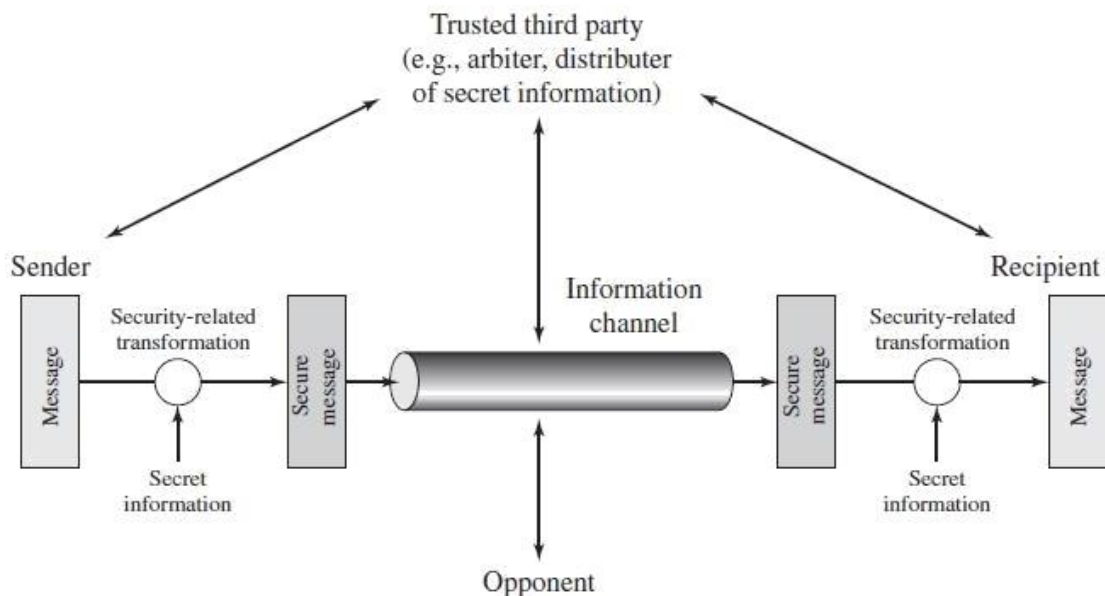 Trusted third party
(e.g., arbiter, distributer
of secret information)
Sender
Recipient
Information
channel
Security-related
transformation
Security-related
transformation
Message
Secure
message
Secure
message
Message
Secret
information
Secret
information
Opponent